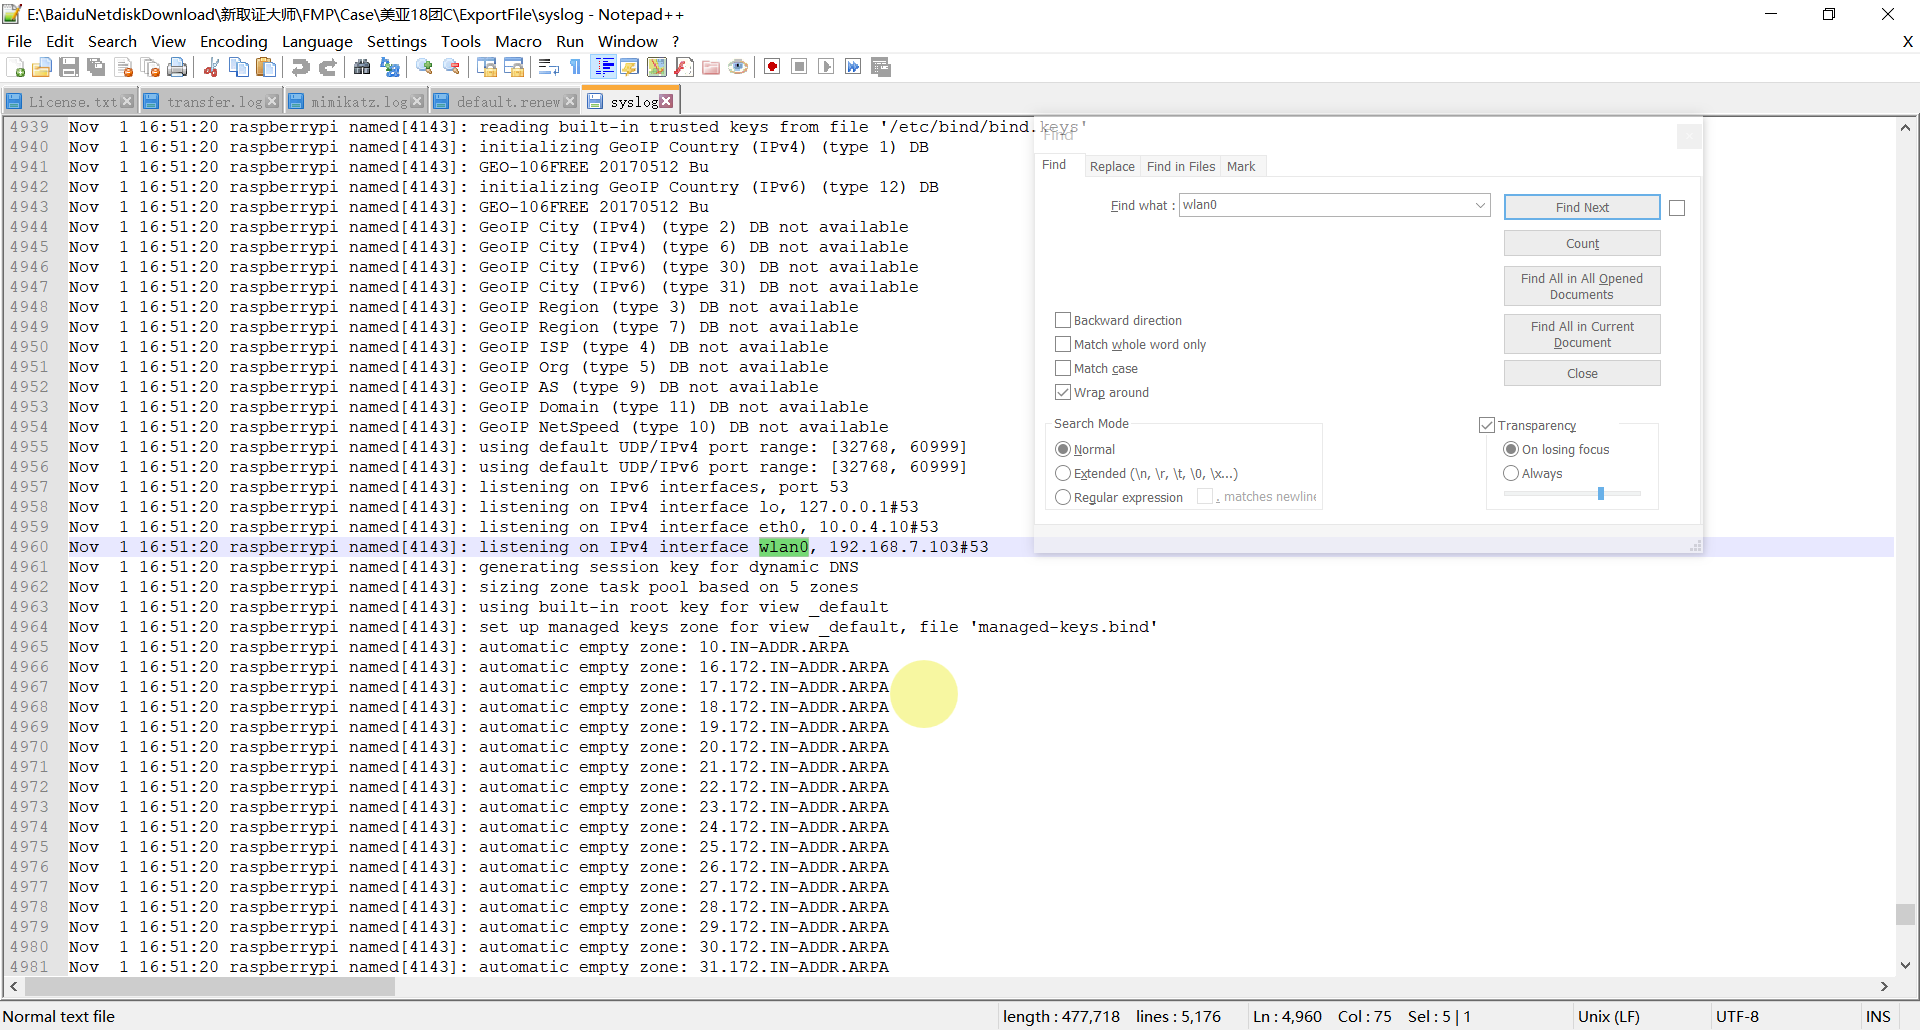 E:\BaiduNetdiskDownload\新取证大师\FMP\Case\美亚18团C\ExportFile\syslog - Notepad++
File Edit Search View Encoding Language Settings Tools Macro Run Window ? X
License.txt transfer.log mimikatz.log default.renew syslog
4939 Nov 1 16:51:20 raspberrypi named[4143]: reading built-in trusted keys from file '/etc/bind/bind.keys'
4940 Nov 1 16:51:20 raspberrypi named[4143]: initializing GeoIP Country (IPv4) (type 1) DB
4941 Nov 1 16:51:20 raspberrypi named[4143]: GEO-106FREE 20170512 Bu
4942 Nov 1 16:51:20 raspberrypi named[4143]: initializing GeoIP Country (IPv6) (type 12) DB
4943 Nov 1 16:51:20 raspberrypi named[4143]: GEO-106FREE 20170512 Bu
4944 Nov 1 16:51:20 raspberrypi named[4143]: GeoIP City (IPv4) (type 2) DB not available
4945 Nov 1 16:51:20 raspberrypi named[4143]: GeoIP City (IPv4) (type 6) DB not available
4946 Nov 1 16:51:20 raspberrypi named[4143]: GeoIP City (IPv6) (type 30) DB not available
4947 Nov 1 16:51:20 raspberrypi named[4143]: GeoIP City (IPv6) (type 31) DB not available
4948 Nov 1 16:51:20 raspberrypi named[4143]: GeoIP Region (type 3) DB not available
4949 Nov 1 16:51:20 raspberrypi named[4143]: GeoIP Region (type 7) DB not available
4950 Nov 1 16:51:20 raspberrypi named[4143]: GeoIP ISP (type 4) DB not available
4951 Nov 1 16:51:20 raspberrypi named[4143]: GeoIP Org (type 5) DB not available
4952 Nov 1 16:51:20 raspberrypi named[4143]: GeoIP AS (type 9) DB not available
4953 Nov 1 16:51:20 raspberrypi named[4143]: GeoIP Domain (type 11) DB not available
4954 Nov 1 16:51:20 raspberrypi named[4143]: GeoIP NetSpeed (type 10) DB not available
4955 Nov 1 16:51:20 raspberrypi named[4143]: using default UDP/IPv4 port range: [32768, 60999]
4956 Nov 1 16:51:20 raspberrypi named[4143]: using default UDP/IPv6 port range: [32768, 60999]
4957 Nov 1 16:51:20 raspberrypi named[4143]: listening on IPv6 interfaces, port 53
4958 Nov 1 16:51:20 raspberrypi named[4143]: listening on IPv4 interface lo, 127.0.0.1#53
4959 Nov 1 16:51:20 raspberrypi named[4143]: listening on IPv4 interface eth0, 10.0.4.10#53
4960 Nov 1 16:51:20 raspberrypi named[4143]: listening on IPv4 interface wlan0, 192.168.7.103#53
4961 Nov 1 16:51:20 raspberrypi named[4143]: generating session key for dynamic DNS
4962 Nov 1 16:51:20 raspberrypi named[4143]: sizing zone task pool based on 5 zones
4963 Nov 1 16:51:20 raspberrypi named[4143]: using built-in root key for view _default
4964 Nov 1 16:51:20 raspberrypi named[4143]: set up managed keys zone for view _default, file 'managed-keys.bind'
4965 Nov 1 16:51:20 raspberrypi named[4143]: automatic empty zone: 10.IN-ADDR.ARPA
4966 Nov 1 16:51:20 raspberrypi named[4143]: automatic empty zone: 16.172.IN-ADDR.ARPA
4967 Nov 1 16:51:20 raspberrypi named[4143]: automatic empty zone: 17.172.IN-ADDR.ARPA
4968 Nov 1 16:51:20 raspberrypi named[4143]: automatic empty zone: 18.172.IN-ADDR.ARPA
4969 Nov 1 16:51:20 raspberrypi named[4143]: automatic empty zone: 19.172.IN-ADDR.ARPA
4970 Nov 1 16:51:20 raspberrypi named[4143]: automatic empty zone: 20.172.IN-ADDR.ARPA
4971 Nov 1 16:51:20 raspberrypi named[4143]: automatic empty zone: 21.172.IN-ADDR.ARPA
4972 Nov 1 16:51:20 raspberrypi named[4143]: automatic empty zone: 22.172.IN-ADDR.ARPA
4973 Nov 1 16:51:20 raspberrypi named[4143]: automatic empty zone: 23.172.IN-ADDR.ARPA
4974 Nov 1 16:51:20 raspberrypi named[4143]: automatic empty zone: 24.172.IN-ADDR.ARPA
4975 Nov 1 16:51:20 raspberrypi named[4143]: automatic empty zone: 25.172.IN-ADDR.ARPA
4976 Nov 1 16:51:20 raspberrypi named[4143]: automatic empty zone: 26.172.IN-ADDR.ARPA
4977 Nov 1 16:51:20 raspberrypi named[4143]: automatic empty zone: 27.172.IN-ADDR.ARPA
4978 Nov 1 16:51:20 raspberrypi named[4143]: automatic empty zone: 28.172.IN-ADDR.ARPA
4979 Nov 1 16:51:20 raspberrypi named[4143]: automatic empty zone: 29.172.IN-ADDR.ARPA
4980 Nov 1 16:51:20 raspberrypi named[4143]: automatic empty zone: 30.172.IN-ADDR.ARPA
4981 Nov 1 16:51:20 raspberrypi named[4143]: automatic empty zone: 31.172.IN-ADDR.ARPA
Find
Find Replace Find in Files Mark
Find what : wlan0
Find Next
Count
Find All in All Opened
Documents
Find All in Current
Document
Close
Backward direction
Match whole word only
Match case
Wrap around
Search Mode
Normal
Extended (\n, \r, \t, \0, \x...)
Regular expression . matches newline
Transparency
On losing focus
Always
Normal text file length : 477,718 lines : 5,176 Ln : 4,960 Col : 75 Sel : 5 | 1 Unix (LF) UTF-8 INS